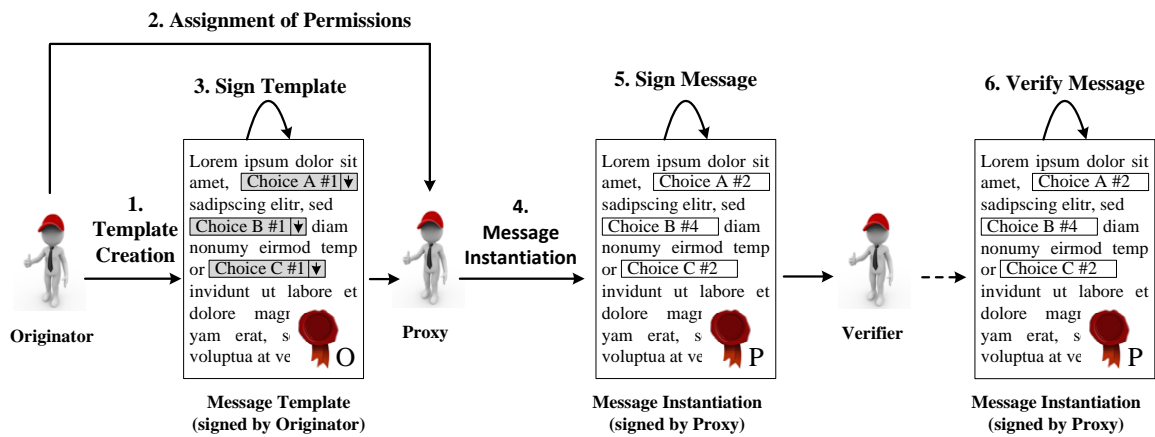 2. Assignment of Permissions
3. Sign Template
5. Sign Message
6. Verify Message
1.
Template
Creation
4.
Message
Instantiation
Originator
Proxy
Verifier
Lorem ipsum dolor sit
amet, Choice A #1
sadipscing elitr, sed
Choice B #1 diam
nonumy eirmod temp
or Choice C #1
invidunt ut labore et
dolore magr
yam erat, s
voluptua at ve
O
Message Template
(signed by Originator)
Lorem ipsum dolor sit
amet, Choice A #2
sadipscing elitr, sed
Choice B #4 diam
nonumy eirmod temp
or Choice C #2
invidunt ut labore et
dolore magr
yam erat, s
voluptua at ve
P
Message Instantiation
(signed by Proxy)
Lorem ipsum dolor sit
amet, Choice A #2
sadipscing elitr, sed
Choice B #4 diam
nonumy eirmod temp
or Choice C #2
invidunt ut labore et
dolore magr
yam erat, s
voluptua at ve
P
Message Instantiation
(signed by Proxy)